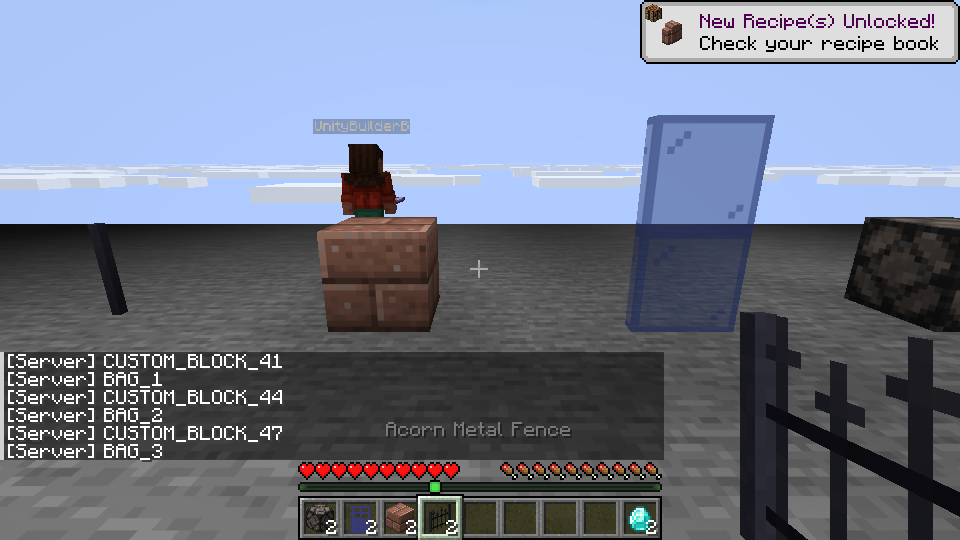 New Recipe(s) Unlocked!
Check your recipe book
UnityBuilderB
[Server] CUSTOM_BLOCK_41
[Server] BAG_1
[Server] CUSTOM_BLOCK_44
[Server] BAG_2
[Server] CUSTOM_BLOCK_47
[Server] BAG_3
Acorn Metal Fence
2 2 2 2 2